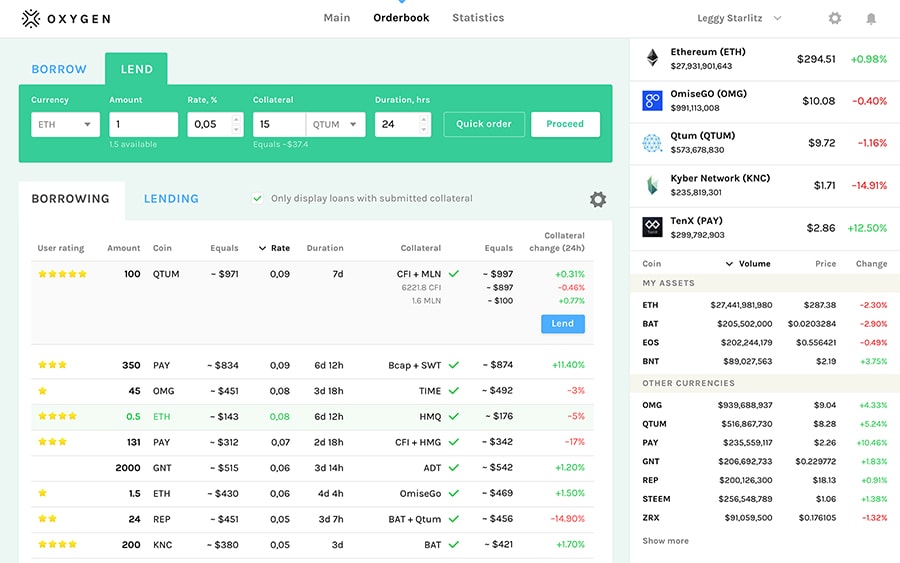 OXYGEN
Main Orderbook Statistics
Leggy Starlitz
BORROW LEND
Currency Amount Rate, % Collateral Duration, hrs
ETH 1 0,05 15 QTUM 24 Quick order Proceed
1.5 available Equals ~$37.4
BORROWING LENDING Only display loans with submitted collateral
User rating Amount Coin Equals Rate Duration Collateral Equals Collateral change (24h)
100 QTUM ~ $971 0,09 7d CFI + MLN ~ $997 +0.31%
6221.8 CFI ~ $897 -0.46%
1.6 MLN ~ $100 +0.77%
Lend
350 PAY ~ $834 0,09 6d 12h Bcap + SWT ~ $874 +11.40%
45 OMG ~ $451 0,08 3d 18h TIME ~ $492 -3%
0.5 ETH ~ $143 0,08 6d 12h HMQ ~ $176 -5%
131 PAY ~ $312 0,07 2d 18h CFI + HMG ~ $342 -17%
2000 GNT ~ $515 0,06 3d 14h ADT ~ $542 +1.20%
1.5 ETH ~ $430 0,06 4d 4h OmiseGo ~ $469 +1.50%
24 REP ~ $451 0,05 3d 7h BAT + Qtum ~ $456 -14.90%
200 KNC ~ $380 0,05 3d BAT ~ $421 +1.70%
Ethereum (ETH) $294.51 +0.98%
$27,931,901,643
OmiseGO (OMG) $10.08 -0.40%
$991,113,008
Qtum (QTUM) $9.72 -1.16%
$573,678,830
Kyber Network (KNC) $1.71 -14.91%
$235,819,301
TenX (PAY) $2.86 +12.50%
$299,792,903
Coin Volume Price Change
MY ASSETS
ETH $27,441,981,980 $287.38 -2.30%
BAT $205,502,000 $0.0203284 -2.90%
EOS $202,244,179 $0.556421 -0.49%
BNT $89,027,563 $2.19 +3.75%
OTHER CURRENCIES
OMG $939,688,937 $9.04 +4.33%
QTUM $516,867,730 $8.28 +5.24%
PAY $235,559,117 $2.26 +10.46%
GNT $206,692,733 $0.229772 +1.83%
REP $200,126,300 $18.13 +0.91%
STEEM $256,548,789 $1.06 +1.38%
ZRX $91,059,500 $0.176105 -1.32%
Show more